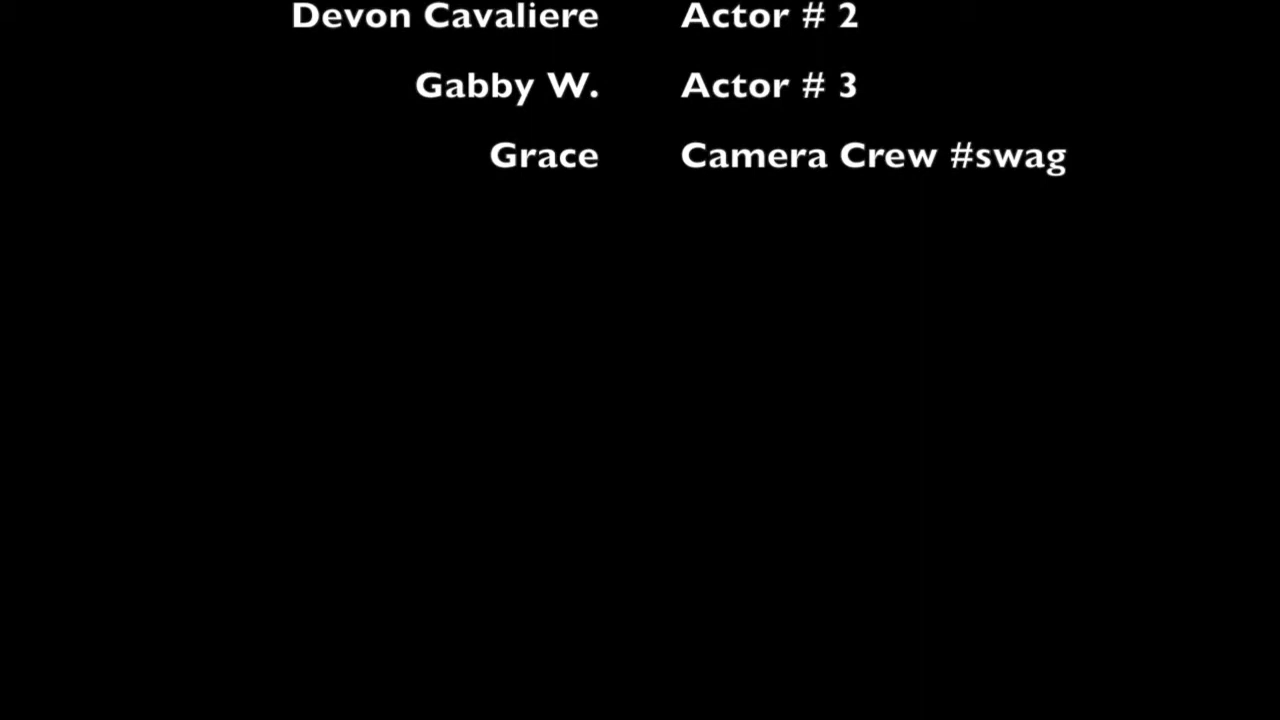 Devon Cavaliere Actor # 2
Gabby W. Actor # 3
Grace Camera Crew #swag